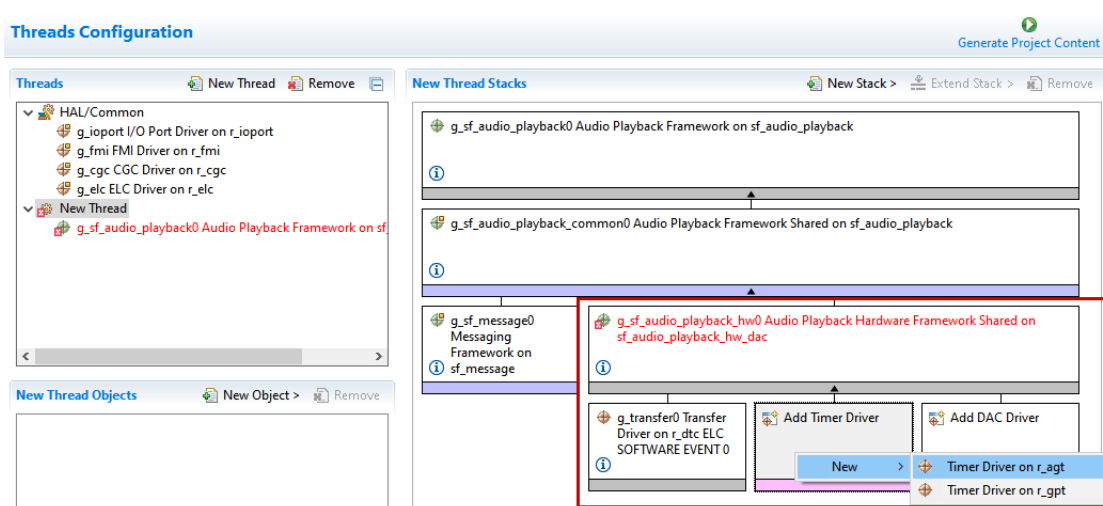 Threads Configuration
Generate Project Content
Threads
New Thread
Remove
HAL/Common
g_ioport I/O Port Driver on r_ioport
g_fmi FMI Driver on r_fmi
g_cgc CGC Driver on r_cgc
g_elc ELC Driver on r_elc
New Thread
g_sf_audio_playback0 Audio Playback Framework on sf_
New Thread Objects
New Object >
Remove
New Thread Stacks
New Stack >
Extend Stack >
Remove
g_sf_audio_playback0 Audio Playback Framework on sf_audio_playback
g_sf_audio_playback_common0 Audio Playback Framework Shared on sf_audio_playback
g_sf_message0
Messaging
Framework on
sf_message
g_sf_audio_playback_hw0 Audio Playback Hardware Framework Shared on
sf_audio_playback_hw_dac
g_transfer0 Transfer
Driver on r_dtc ELC
SOFTWARE EVENT 0
Add Timer Driver
Add DAC Driver
New >
Timer Driver on r_agt
Timer Driver on r_gpt